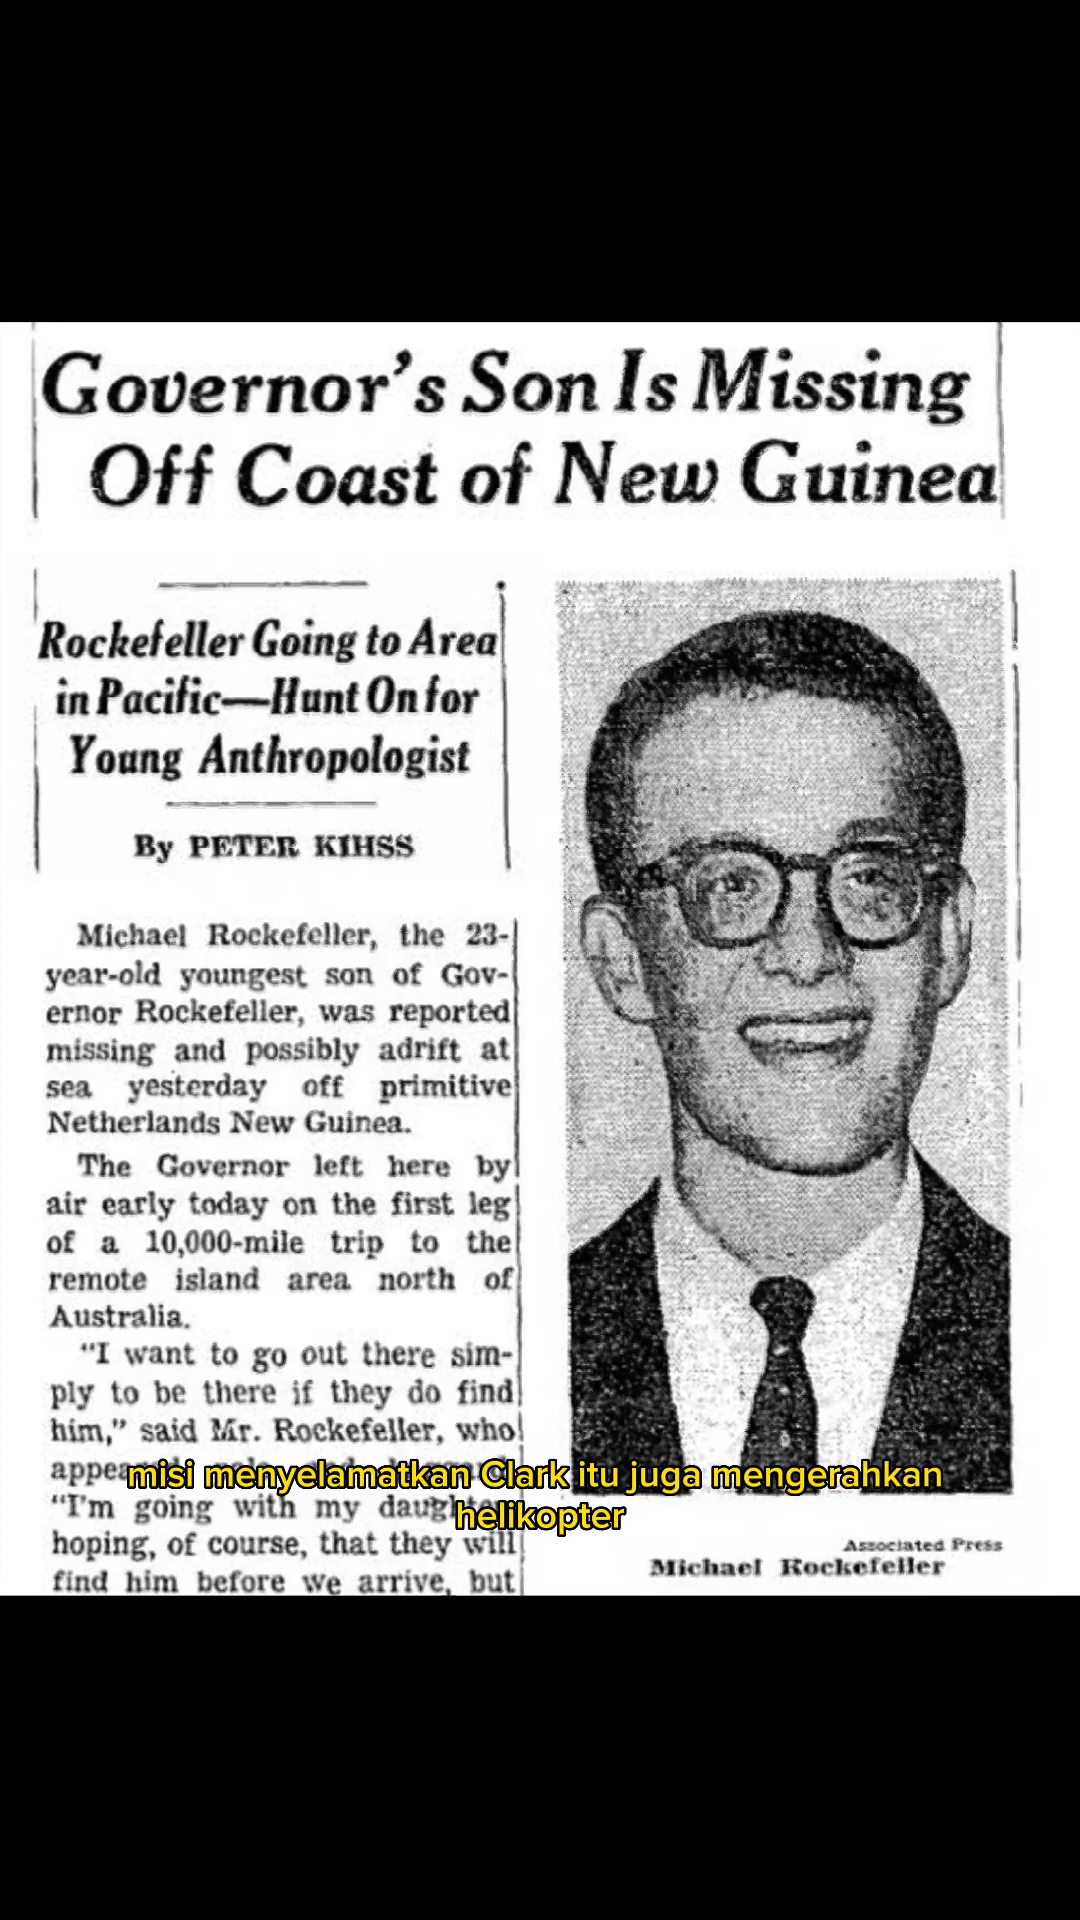 Governor's Son Is Missing
Off Coast of New Guinea
Rockefeller Going to Area
in Pacific—Hunt On for
Young Anthropologist
By PETER KIHSS
Michael Rockefeller, the 23-
year-old youngest son of Gov-
ernor Rockefeller, was reported
missing and possibly adrift at
sea yesterday off primitive
Netherlands New Guinea.
The Governor left here by
air early today on the first leg
of a 10,000-mile trip to the
remote island area north of
Australia.
"I want to go out there sim-
ply to be there if they do find
him," said Mr. Rockefeller, who
"I'm going with my
hoping, of course, that they will
find him before we arrive, but
Associated Press
Michael Rockefeller
misi menyelamatkan Clark itu juga mengerahkan
helikopter